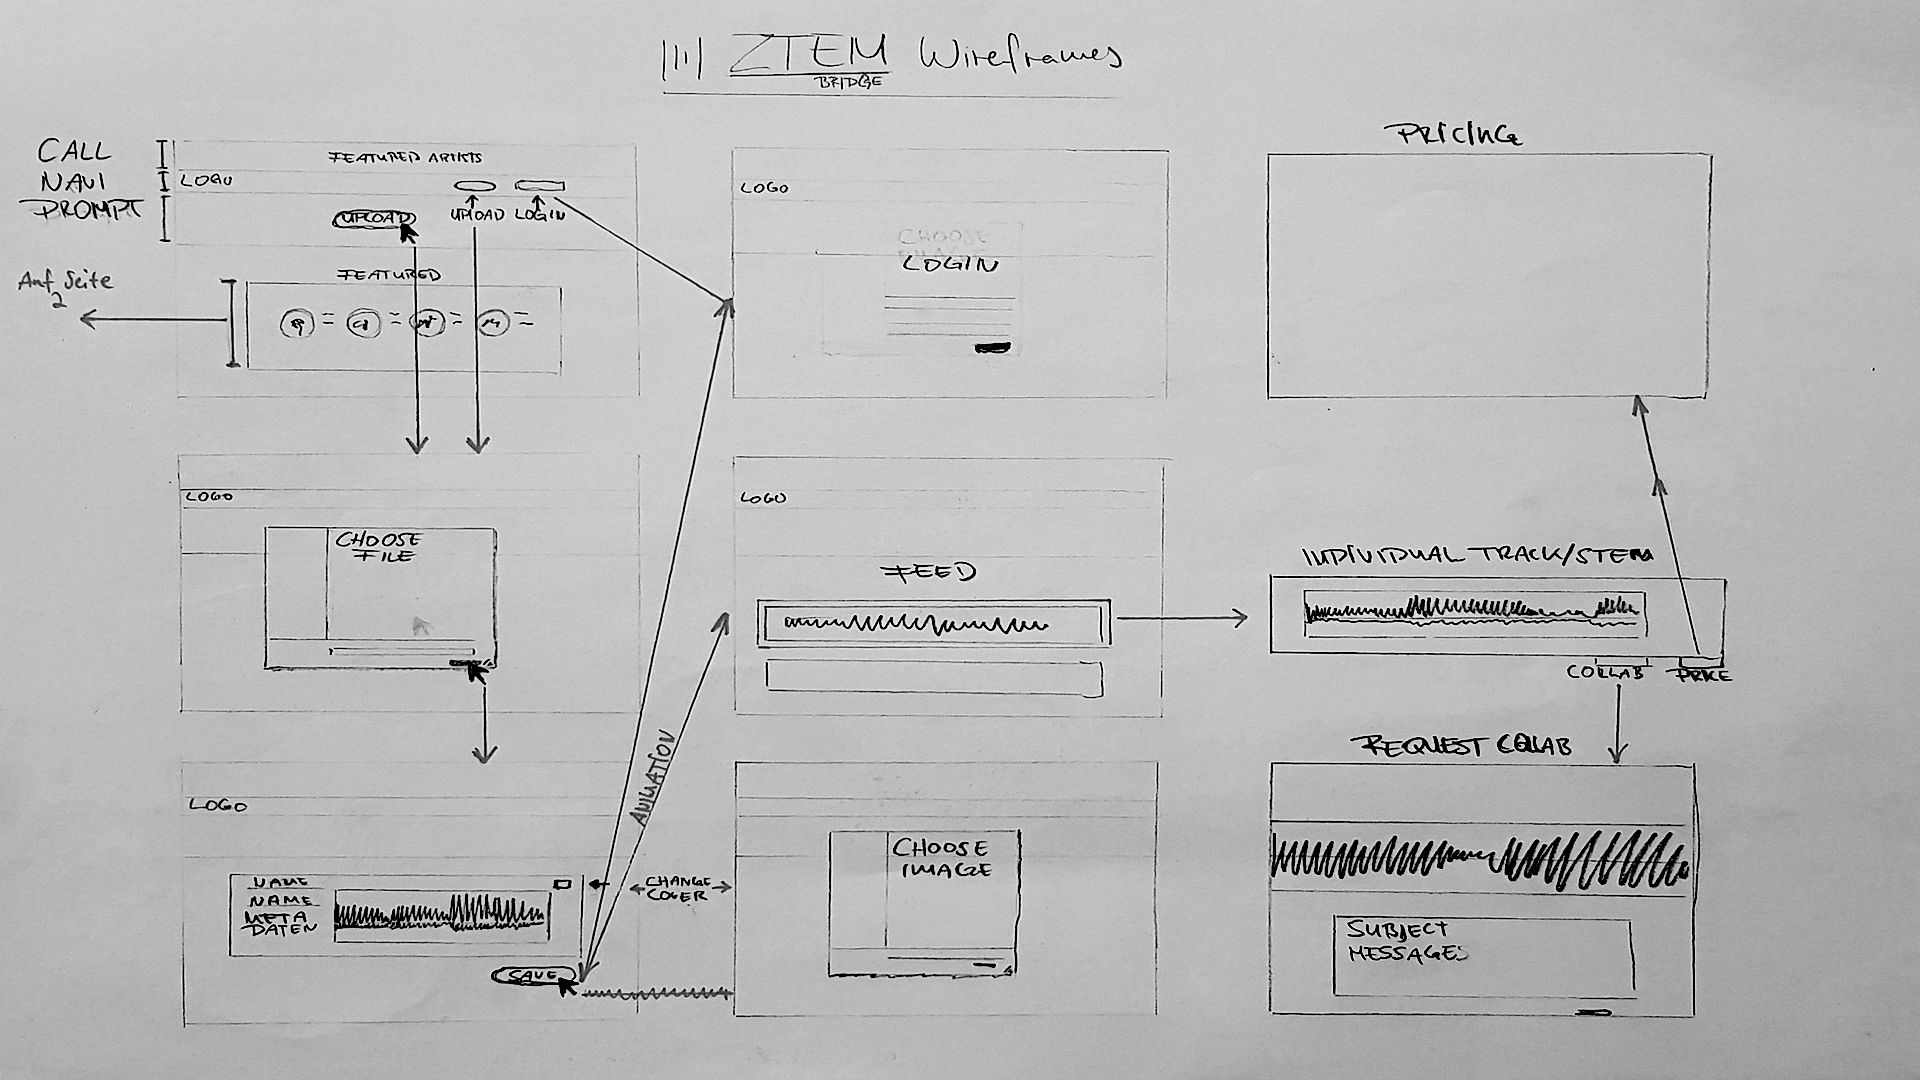 ZTEM Wireframes
BRIDGE
CALL
NAVI
PROMPT
FEATURED ARTISTS
LOGO
UPLOAD
UPLOAD LOGIN
Auf Seite
2
FEATURED
LOGO
CHOOSE
LOGIN
PRICING
LOGO
CHOOSE
FILE
LOGO
FEED
INDIVIDUAL TRACK/STEM
COLLAB PRICE
ANIMATION
LOGO
NAME
NAME
META
DATEN
SAVE
CHANGE
COVER
CHOOSE
IMAGE
REQUEST COLLAB
SUBJECT
MESSAGE